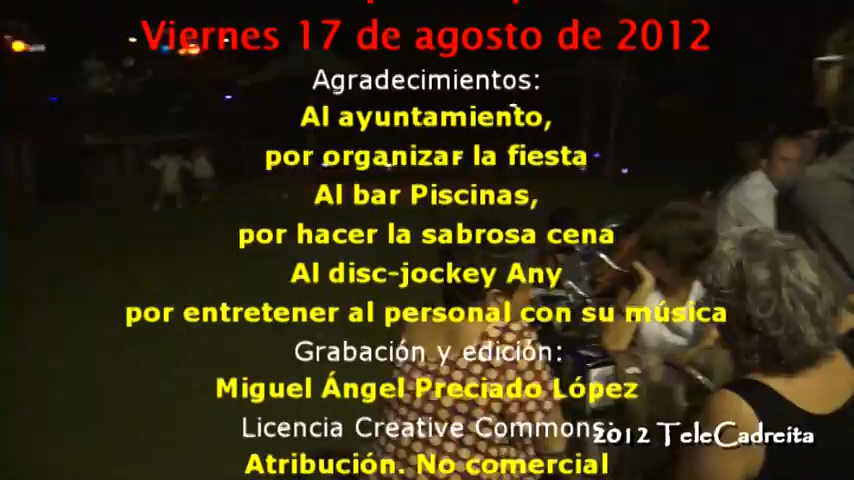 Viernes 17 de agosto de 2012
Agradecimientos:
Al ayuntamiento,
por organizar la fiesta
Al bar Piscinas,
por hacer la sabrosa cena
Al disc-jockey Any
por entretener al personal con su música
Grabación y edición:
Miguel Ángel Preciado López
Licencia Creative Commons:
2012 TeleCadreita
Atribución. No comercial